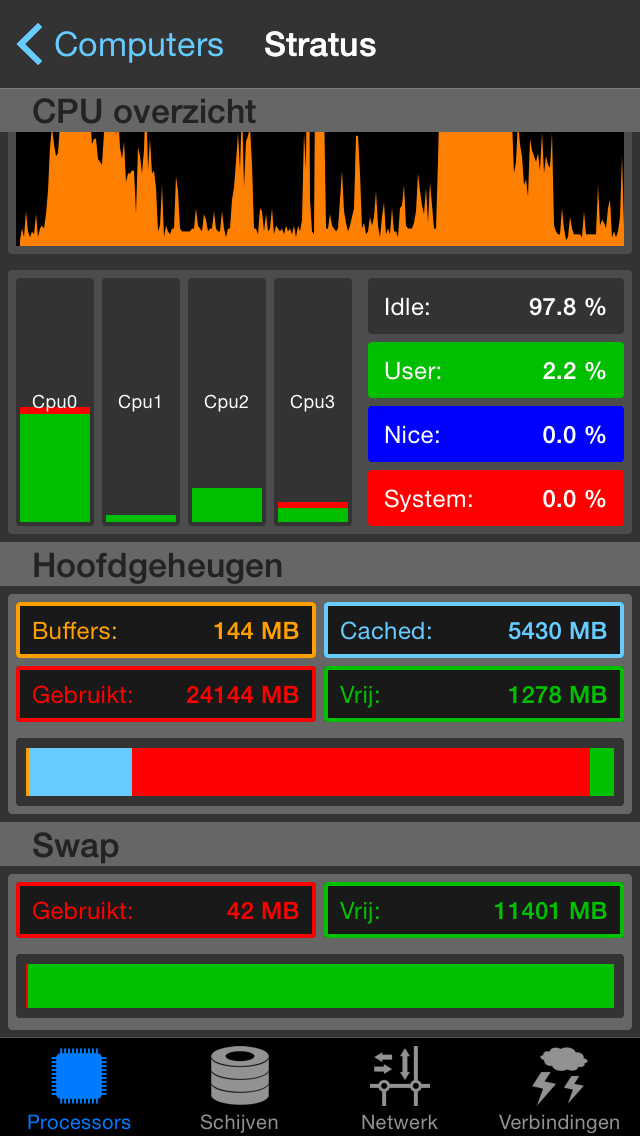 Computers Stratus
CPU overzicht
Cpu0 Cpu1 Cpu2 Cpu3
Idle: 97.8 %
User: 2.2 %
Nice: 0.0 %
System: 0.0 %
Hoofdgeheugen
Buffers: 144 MB Cached: 5430 MB
Gebruikt: 24144 MB Vrij: 1278 MB
Swap
Gebruikt: 42 MB Vrij: 11401 MB
Processors Schijven Netwerk Verbindingen